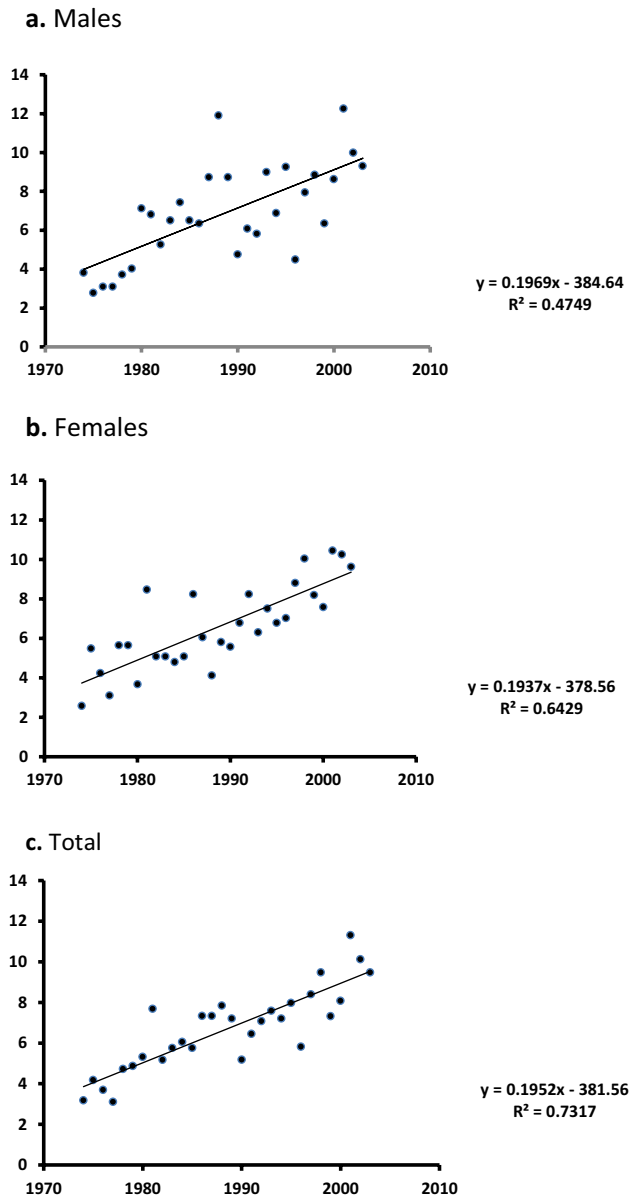 a. Males
14
12
10
8
6
4
2
0
1970 1980 1990 2000 2010
y = 0.1969x - 384.64
R² = 0.4749
b. Females
14
12
10
8
6
4
2
0
1970 1980 1990 2000 2010
y = 0.1937x - 378.56
R² = 0.6429
c. Total
14
12
10
8
6
4
2
0
1970 1980 1990 2000 2010
y = 0.1952x - 381.56
R² = 0.7317